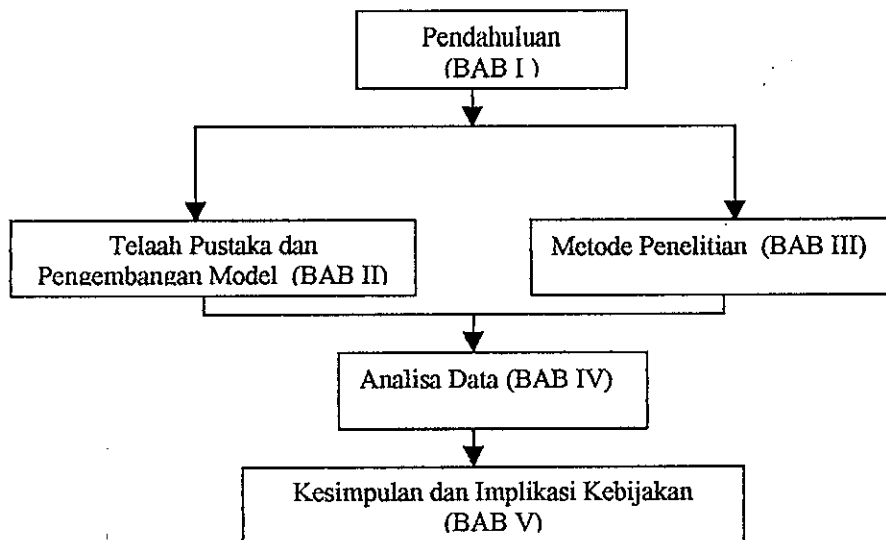 Pendahuluan
(BAB I )
Telaah Pustaka dan
Pengembangan Model (BAB II)
Metode Penelitian (BAB III)
Analisa Data (BAB IV)
Kesimpulan dan Implikasi Kebijakan
(BAB V)